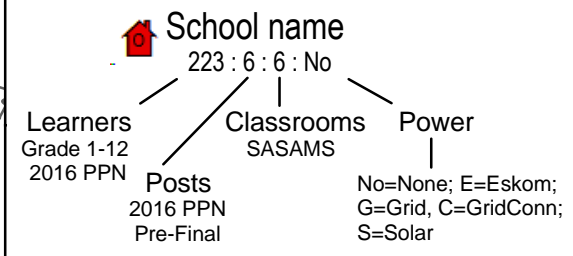 0
School name
223 : 6 : 6 : No
Learners
Grade 1-12
2016 PPN
Posts
2016 PPN
Pre-Final
Classrooms
SASAMS
Power
No=None; E=Eskom;
G=Grid, C=GridConn;
S=Solar